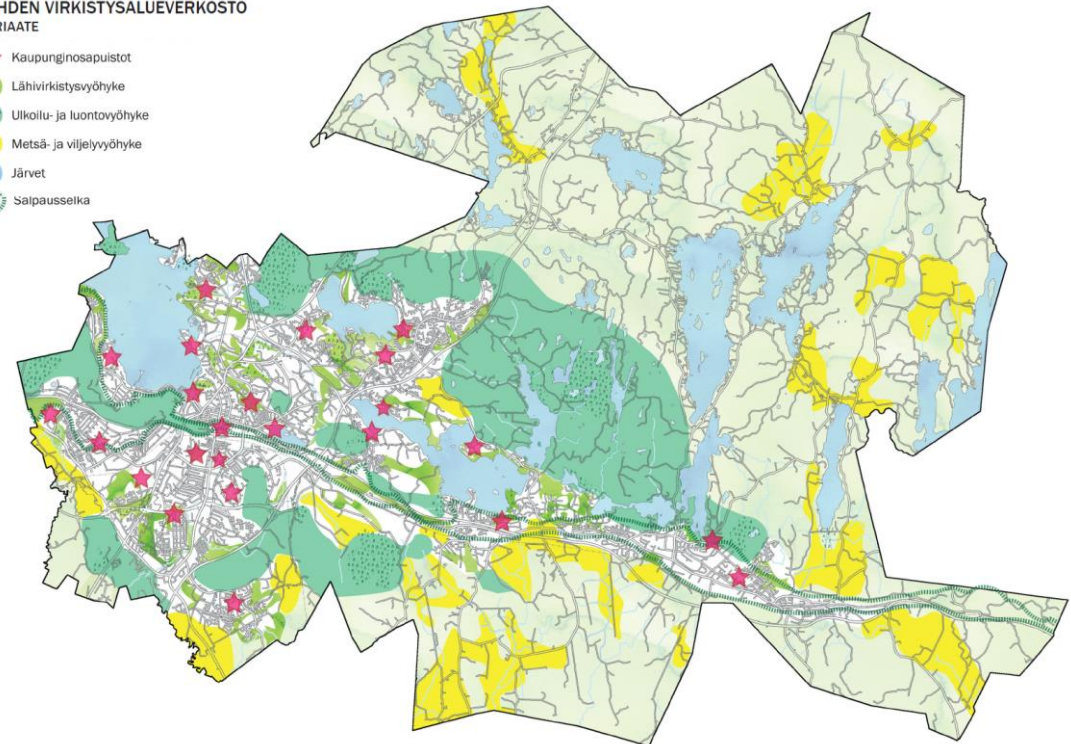 HDEN VIRKISTYSALUEVERKOSTO
RIAATE
Kaupunginosapuistot
Lähivirkistysvyöhyke
Ulkoilu- ja luontovyöhyke
Metsä- ja viljelyvyöhyke
Järvet
Salpausselkä